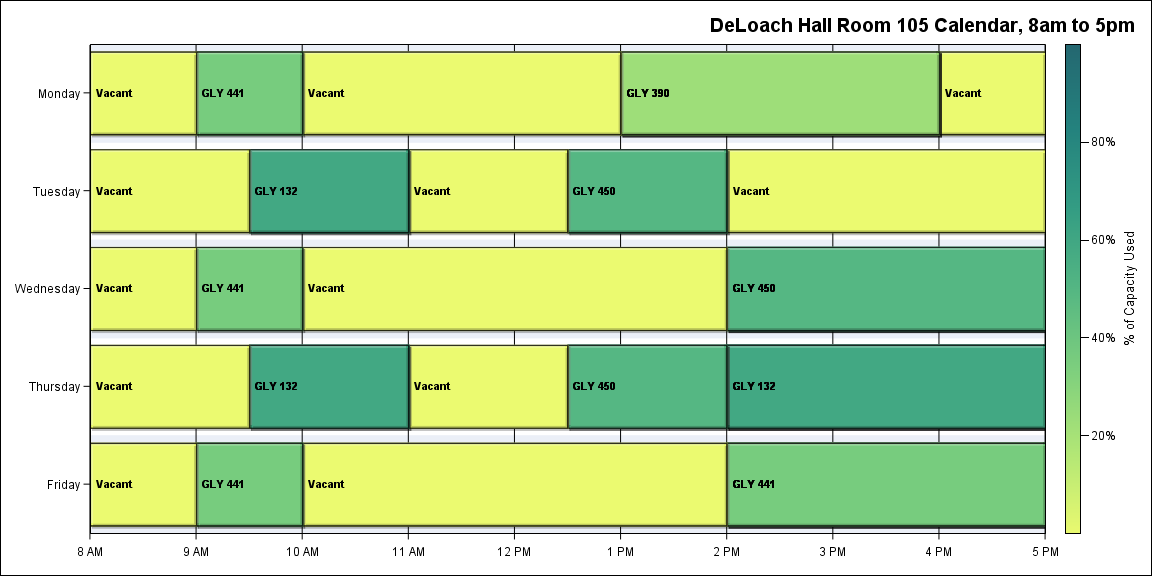 DeLoach Hall Room 105 Calendar, 8am to 5pm
Monday
Vacant
GLY 441
Vacant
GLY 390
Vacant
Tuesday
Vacant
GLY 132
Vacant
GLY 450
Vacant
Wednesday
Vacant
GLY 441
Vacant
GLY 450
Thursday
Vacant
GLY 132
Vacant
GLY 450
GLY 132
Friday
Vacant
GLY 441
Vacant
GLY 441
8 AM
9 AM
10 AM
11 AM
12 PM
1 PM
2 PM
3 PM
4 PM
5 PM
80%
60%
40%
20%
% of Capacity Used